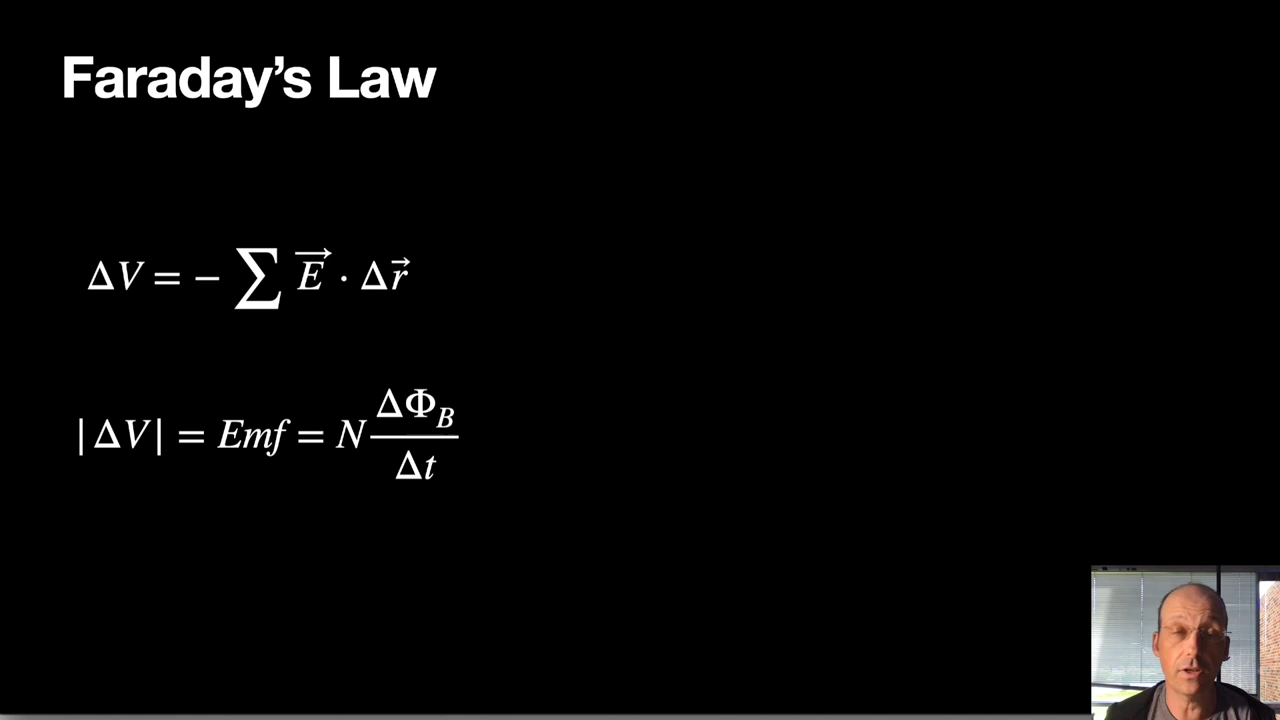 Faraday’s Law
ΔV = − ∑ E⃗ · Δr⃗
|ΔV| = Emf = N ΔΦ_B / Δt